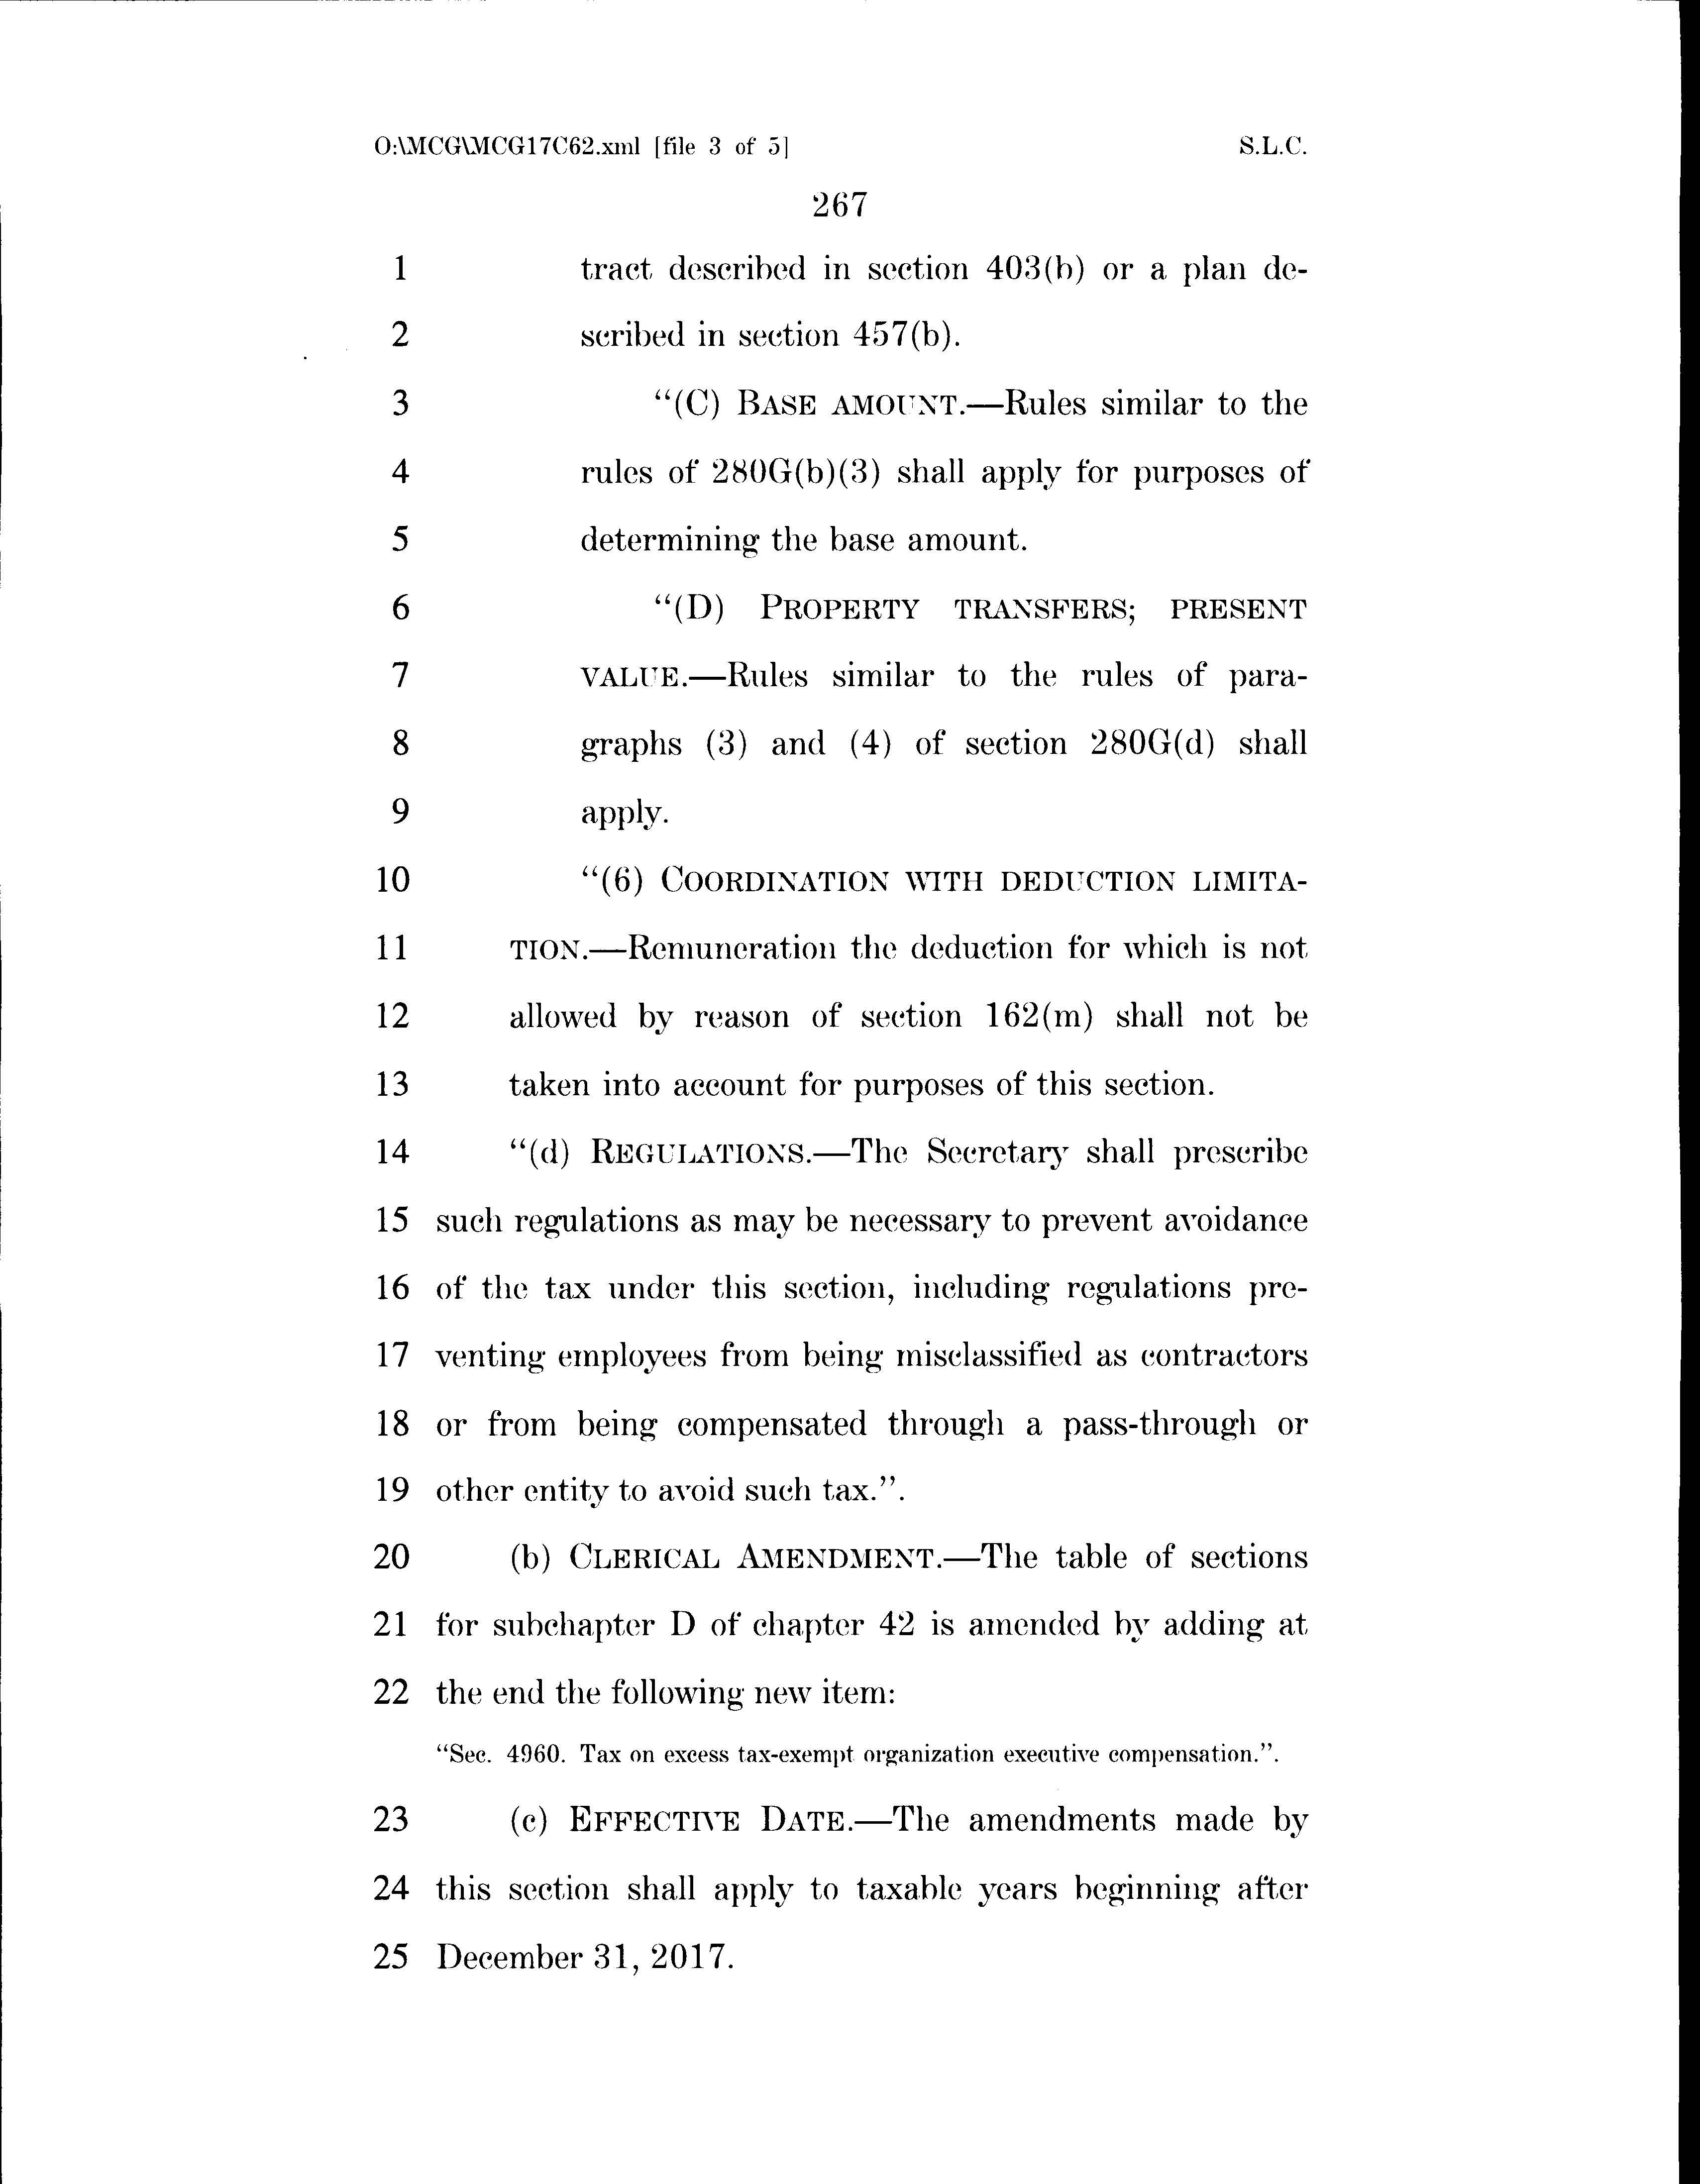 O:\MCG\MCG17C62.xml [file 3 of 5] S.L.C.
267
1 tract described in section 403(b) or a plan de-
2 scribed in section 457(b).
3 “(C) BASE AMOUNT.—Rules similar to the
4 rules of 280G(b)(3) shall apply for purposes of
5 determining the base amount.
6 “(D) PROPERTY TRANSFERS; PRESENT
7 VALUE.—Rules similar to the rules of para-
8 graphs (3) and (4) of section 280G(d) shall
9 apply.
10 “(6) COORDINATION WITH DEDUCTION LIMITA-
11 TION.—Remuneration the deduction for which is not
12 allowed by reason of section 162(m) shall not be
13 taken into account for purposes of this section.
14 “(d) REGULATIONS.—The Secretary shall prescribe
15 such regulations as may be necessary to prevent avoidance
16 of the tax under this section, including regulations pre-
17 venting employees from being misclassified as contractors
18 or from being compensated through a pass-through or
19 other entity to avoid such tax.”.
20 (b) CLERICAL AMENDMENT.—The table of sections
21 for subchapter D of chapter 42 is amended by adding at
22 the end the following new item:
“Sec. 4960. Tax on excess tax-exempt organization executive compensation.”.
23 (c) EFFECTIVE DATE.—The amendments made by
24 this section shall apply to taxable years beginning after
25 December 31, 2017.